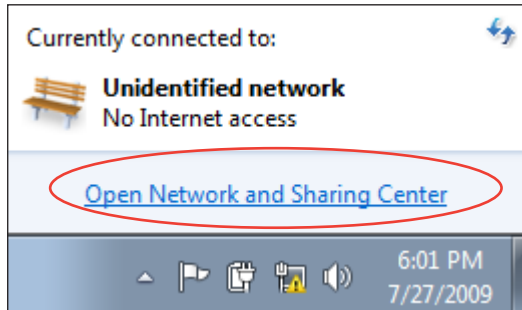 Currently connected to:
Unidentified network
No Internet access
Open Network and Sharing Center
6:01 PM
7/27/2009